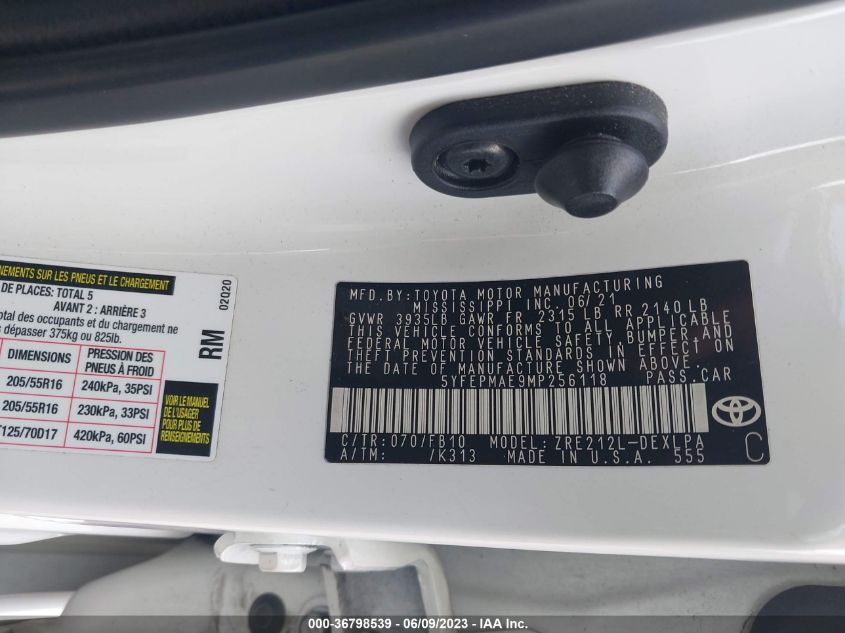 NEMENTS SUR LES PNEUS ET LE CHARGEMENT
DE PLACES: TOTAL 5
AVANT 2 : ARRIÈRE 3
total des occupants et du chargement ne
dépasser 375kg ou 825lb.
DIMENSIONS
PRESSION DES
PNEUS À FROID
205/55R16
240kPa, 35PSI
205/55R16
230kPa, 33PSI
T125/70D17
420kPa, 60PSI
VOIR LE MANUEL
DE L'USAGER
POUR PLUS DE
RENSEIGNEMENTS
RM
02020
MFD.BY:TOYOTA MOTOR MANUFACTURING
MISSISSIPPI INC.06/21
GVWR 3935LB GAWR FR 2315 LB RR 2140 LB
THIS VEHICLE CONFORMS TO ALL APPLICABLE
FEDERAL MOTOR VEHICLE SAFETY,BUMPER,AND
THEFT PREVENTION STANDARDS IN EFFECT ON
THE DATE OF MANUFACTURE SHOWN ABOVE.
5YFEPMAE9MP256118 PASS.CAR
C/TR:070/FB10 MODEL:ZRE212L-DEXLPA
A/TM: /K313 MADE IN U.S.A. 555
C
000-36798539 - 06/09/2023 - IAA Inc.